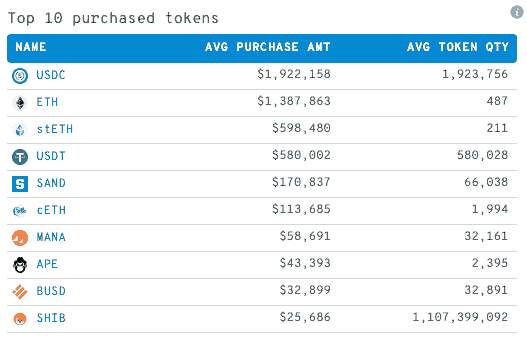 Top 10 purchased tokens
NAME AVG PURCHASE AMT AVG TOKEN QTY
USDC $1,922,158 1,923,756
ETH $1,387,863 487
stETH $598,480 211
USDT $580,002 580,028
SAND $170,837 66,038
cETH $113,685 1,994
MANA $58,691 32,161
APE $43,393 2,395
BUSD $32,899 32,891
SHIB $25,686 1,107,399,092